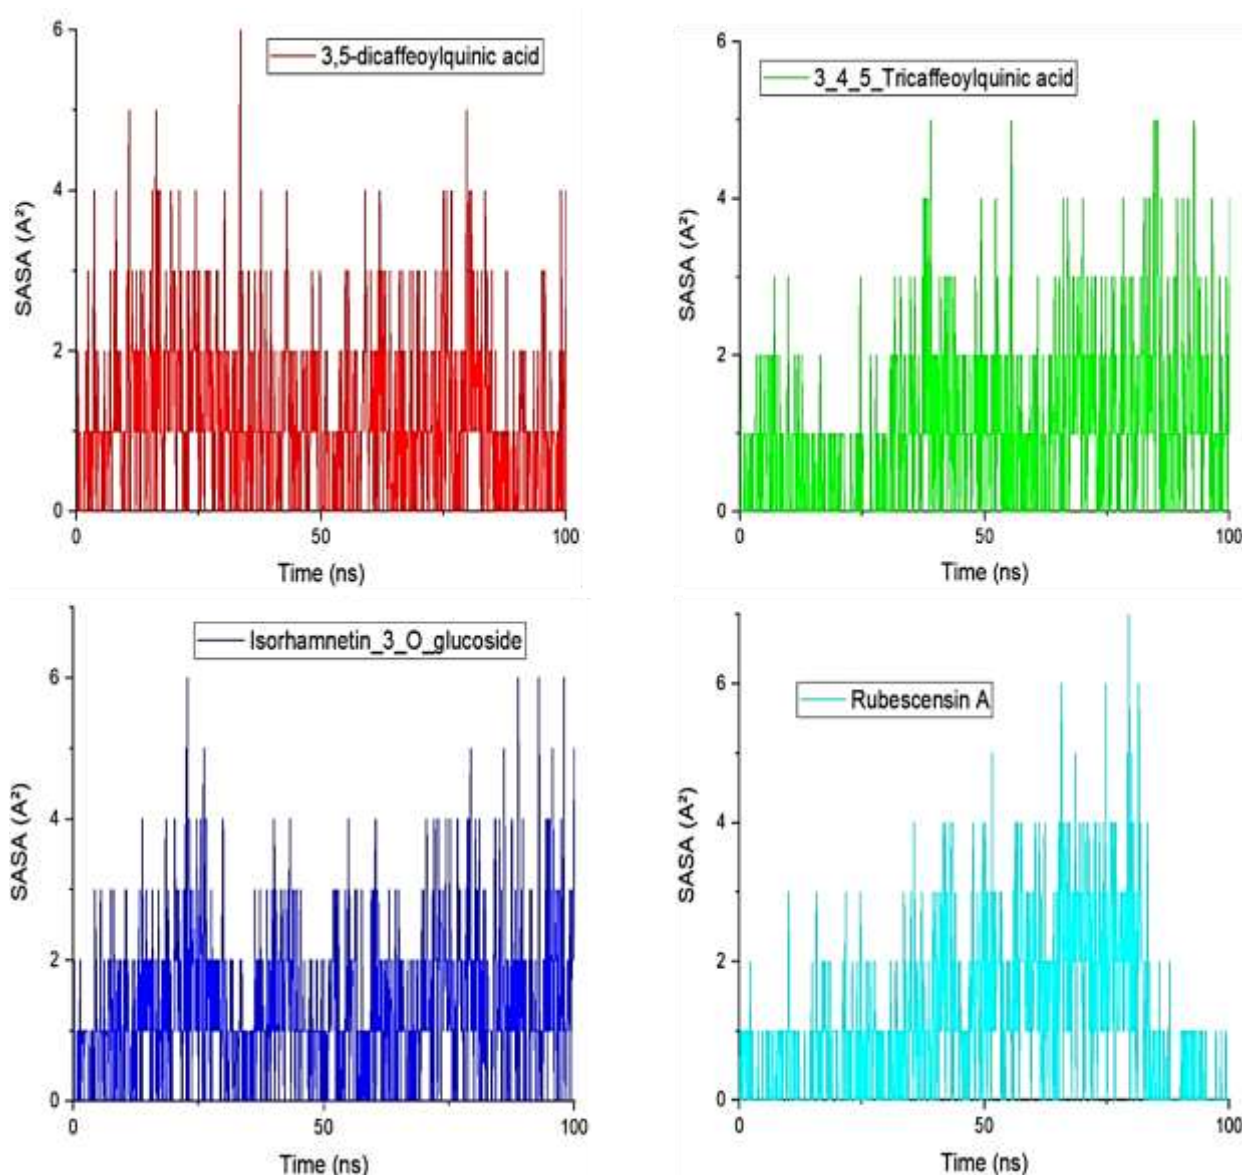 6
4
2
0
SASA (A²)
3,5-dicaffeoylquinic acid
0
50
100
Time (ns)
6
4
2
0
SASA (A²)
3_4_5_Tricaffeoylquinic acid
0
50
100
Time (ns)
6
4
2
0
SASA (A²)
Isorhamnetin_3_O_glucoside
0
50
100
Time (ns)
6
4
2
0
SASA (A²)
Rubescensin A
0
50
100
Time (ns)